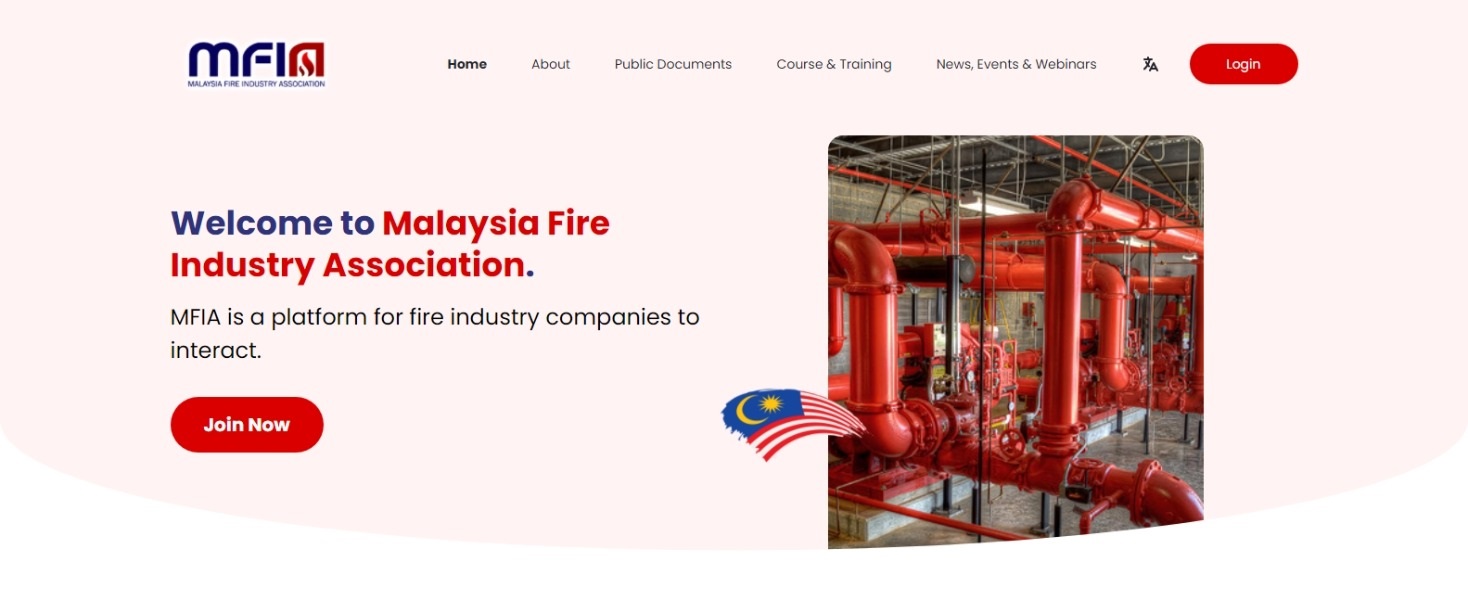 MFIA
MALAYSIA FIRE INDUSTRY ASSOCIATION
Home
About
Public Documents
Course & Training
News, Events & Webinars
Login
Welcome to Malaysia Fire
Industry Association.
MFIA is a platform for fire industry companies to
interact.
Join Now